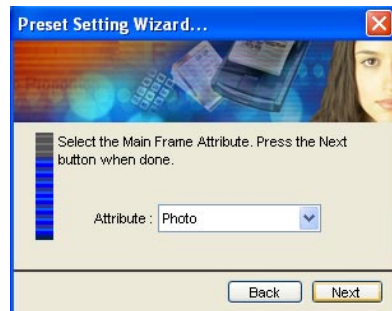 Preset Setting Wizard...
Select the Main Frame Attribute. Press the Next
button when done.
Attribute : Photo
Back Next